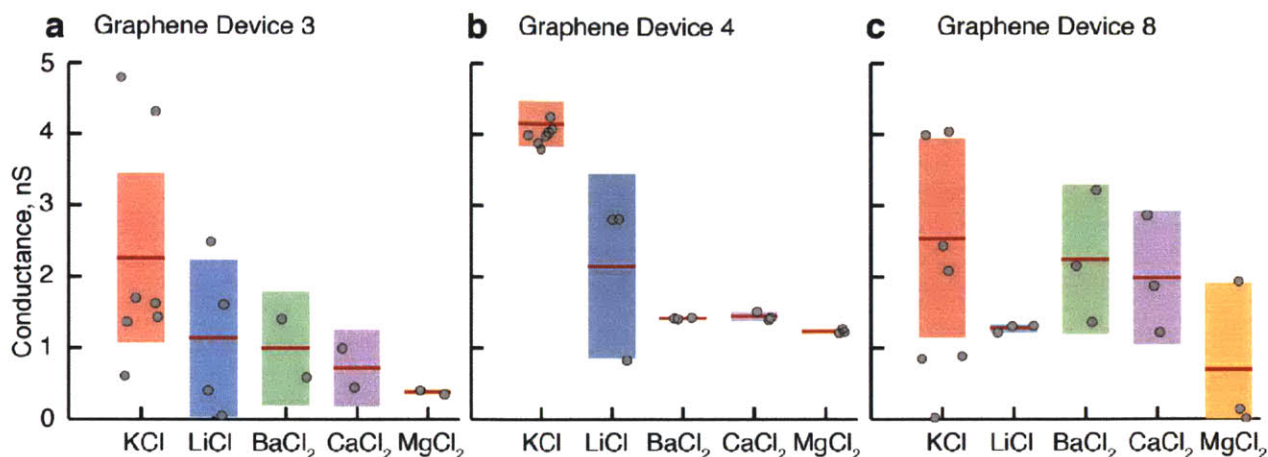 a Graphene Device 3
b Graphene Device 4
c Graphene Device 8
Conductance, nS
5
4
3
2
1
0
KCl LiCl BaCl₂ CaCl₂ MgCl₂
KCl LiCl BaCl₂ CaCl₂ MgCl₂
KCl LiCl BaCl₂ CaCl₂ MgCl₂